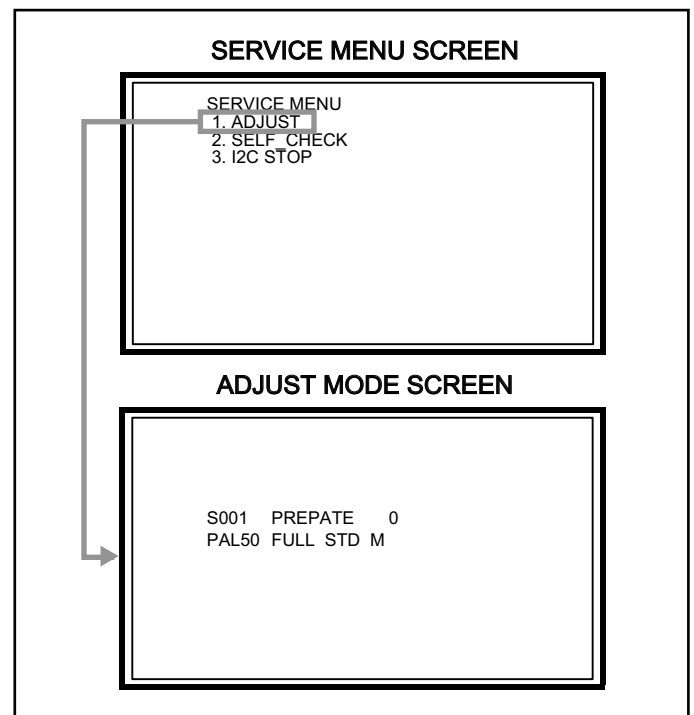 SERVICE MENU SCREEN
SERVICE MENU
1. ADJUST
2. SELF_CHECK
3. I2C STOP
ADJUST MODE SCREEN
S001 PREPATE 0
PAL50 FULL STD M